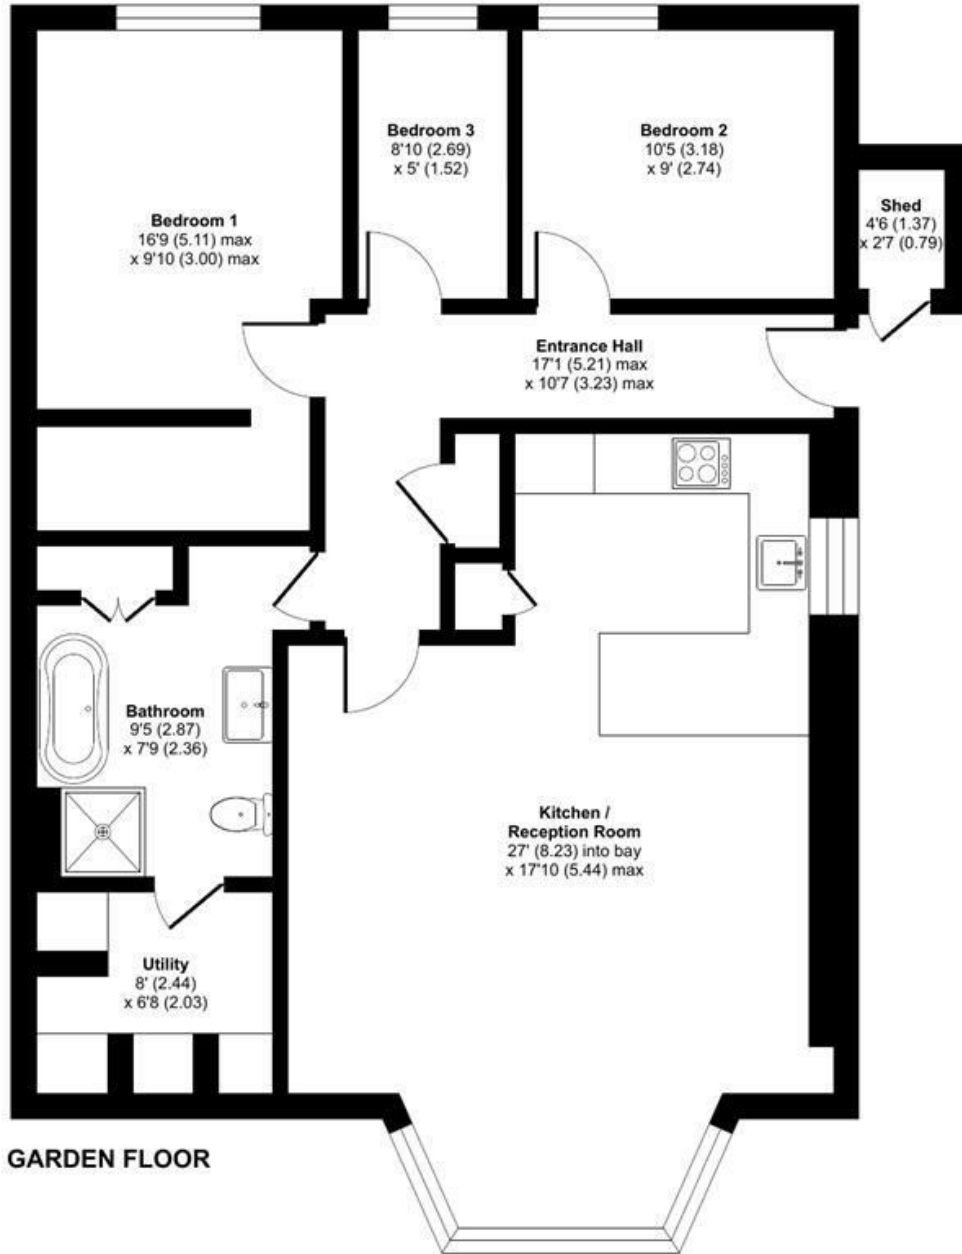 Bedroom 3
8'10 (2.69)
x 5' (1.52)
Bedroom 2
10'5 (3.18)
x 9' (2.74)
Bedroom 1
16'9 (5.11) max
x 9'10 (3.00) max
Shed
4'6 (1.37)
x 2'7 (0.79)
Entrance Hall
17'1 (5.21) max
x 10'7 (3.23) max
Bathroom
9'5 (2.87)
x 7'9 (2.36)
Kitchen /
Reception Room
27' (8.23) into bay
x 17'10 (5.44) max
Utility
8' (2.44)
x 6'8 (2.03)
GARDEN FLOOR